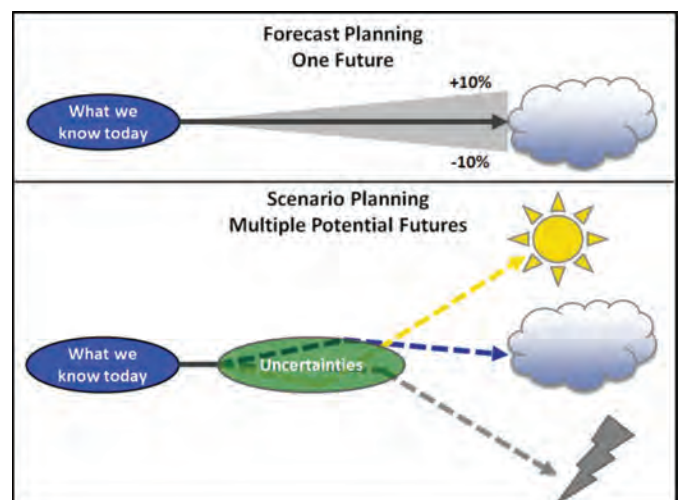 Forecast Planning
One Future
+10%
What we
know today
-10%
Scenario Planning
Multiple Potential Futures
What we
know today
Uncertainties